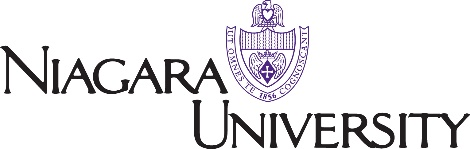 NIAGARA
UT OMNES TE COGNOSCANT
1856
UNIVERSITY